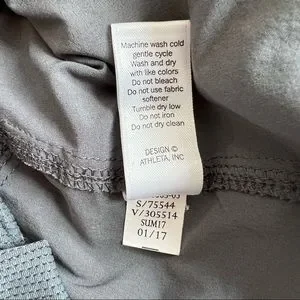 Machine wash cold
gentle cycle
Wash and dry
with like colors
Do not bleach
Do not use fabric
softener
Tumble dry low
Do not iron
Do not dry clean
DESIGN ©
ATHLETA, INC
S/75544
V/305514
SUM17
01/17